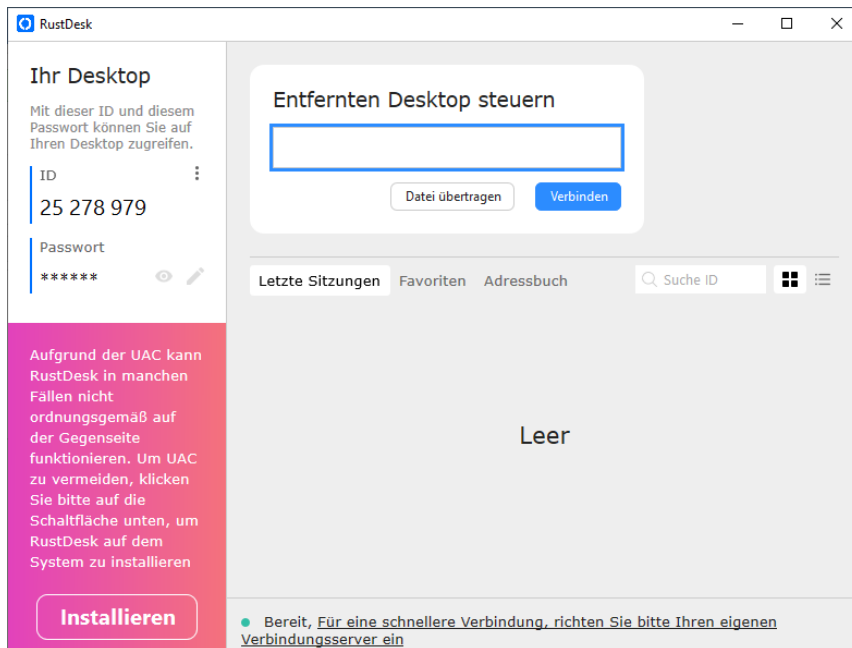 RustDesk
Ihr Desktop
Mit dieser ID und diesem
Passwort können Sie auf
Ihren Desktop zugreifen.
ID
25 278 979
Passwort
******
Aufgrund der UAC kann
RustDesk in manchen
Fällen nicht
ordnungsgemäß auf
der Gegenseite
funktionieren. Um UAC
zu vermeiden, klicken
Sie bitte auf die
Schaltfläche unten, um
RustDesk auf dem
System zu installieren
Installieren
Entfernten Desktop steuern
Datei übertragen
Verbinden
Letzte Sitzungen Favoriten Adressbuch Suche ID
Leer
Bereit, Für eine schnellere Verbindung, richten Sie bitte Ihren eigenen
Verbindungsserver ein